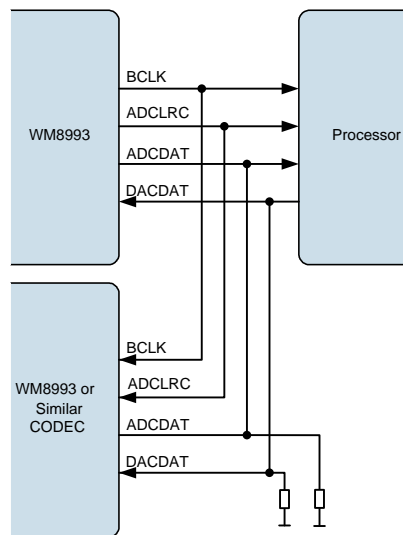 BCLK
ADCLRC
WM8993
Processor
ADCDAT
DACDAT
BCLK
WM8993 or
Similar
CODEC
ADCLRC
ADCDAT
DACDAT